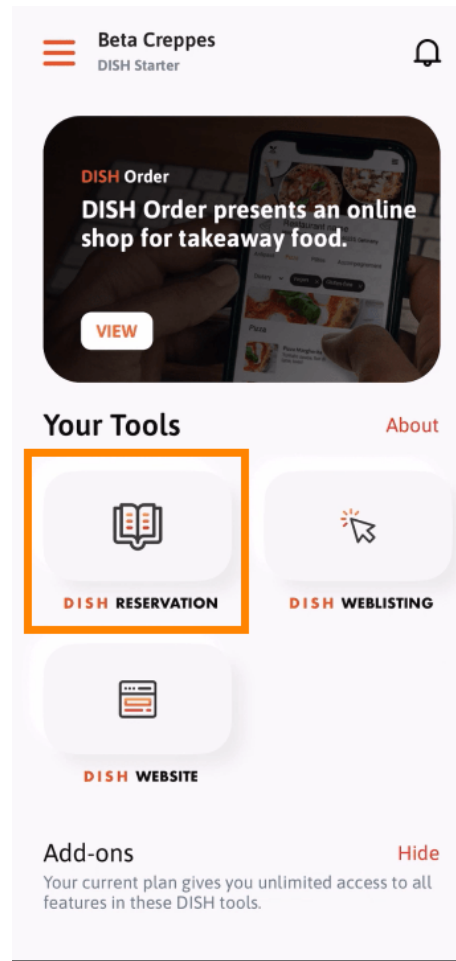 Beta Creppes
DISH Starter
DISH Order
DISH Order presents an online
shop for takeaway food.
VIEW
Your Tools
About
DISH RESERVATION
DISH WEBLISTING
DISH WEBSITE
Add-ons
Hide
Your current plan gives you unlimited access to all
features in these DISH tools.